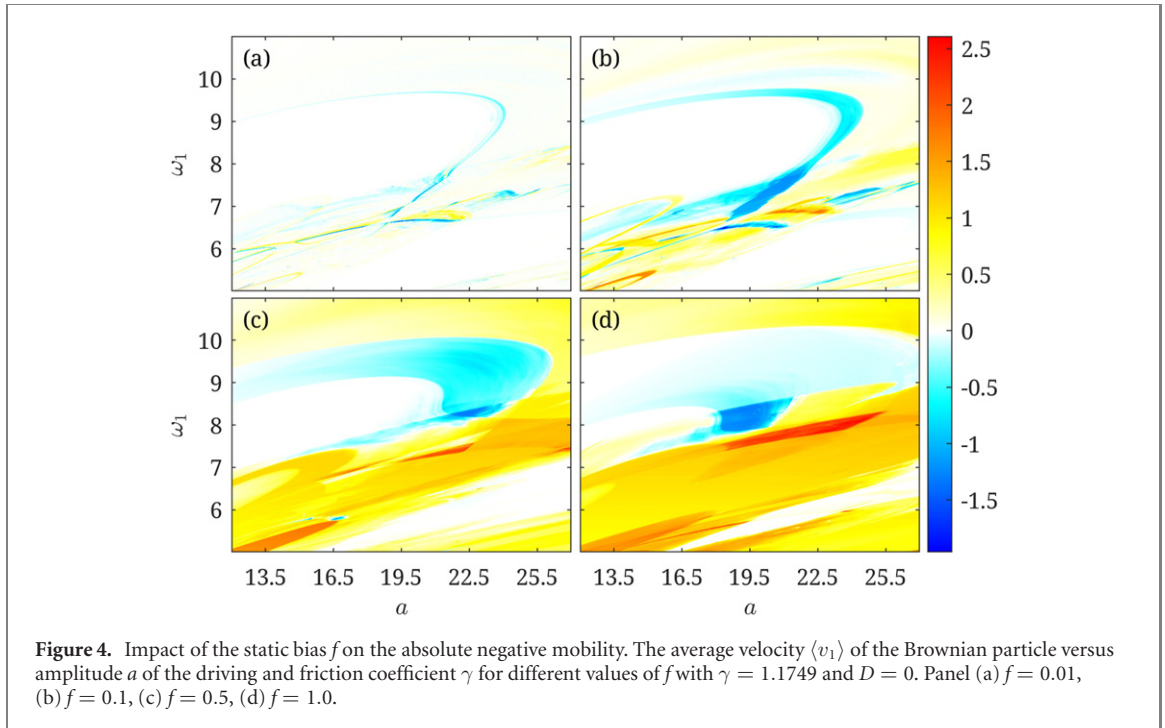 (a)
(b)
10
9
8
7
6
ω₁
(c)
(d)
10
9
8
7
6
ω₁
13.5 16.5 19.5 22.5 25.5
13.5 16.5 19.5 22.5 25.5
a
a
2.5
2
1.5
1
0.5
0
-0.5
-1
-1.5
Figure 4. Impact of the static bias f on the absolute negative mobility. The average velocity ⟨v₁⟩ of the Brownian particle versus
amplitude a of the driving and friction coefficient γ for different values of f with γ = 1.1749 and D = 0. Panel (a) f = 0.01,
(b) f = 0.1, (c) f = 0.5, (d) f = 1.0.